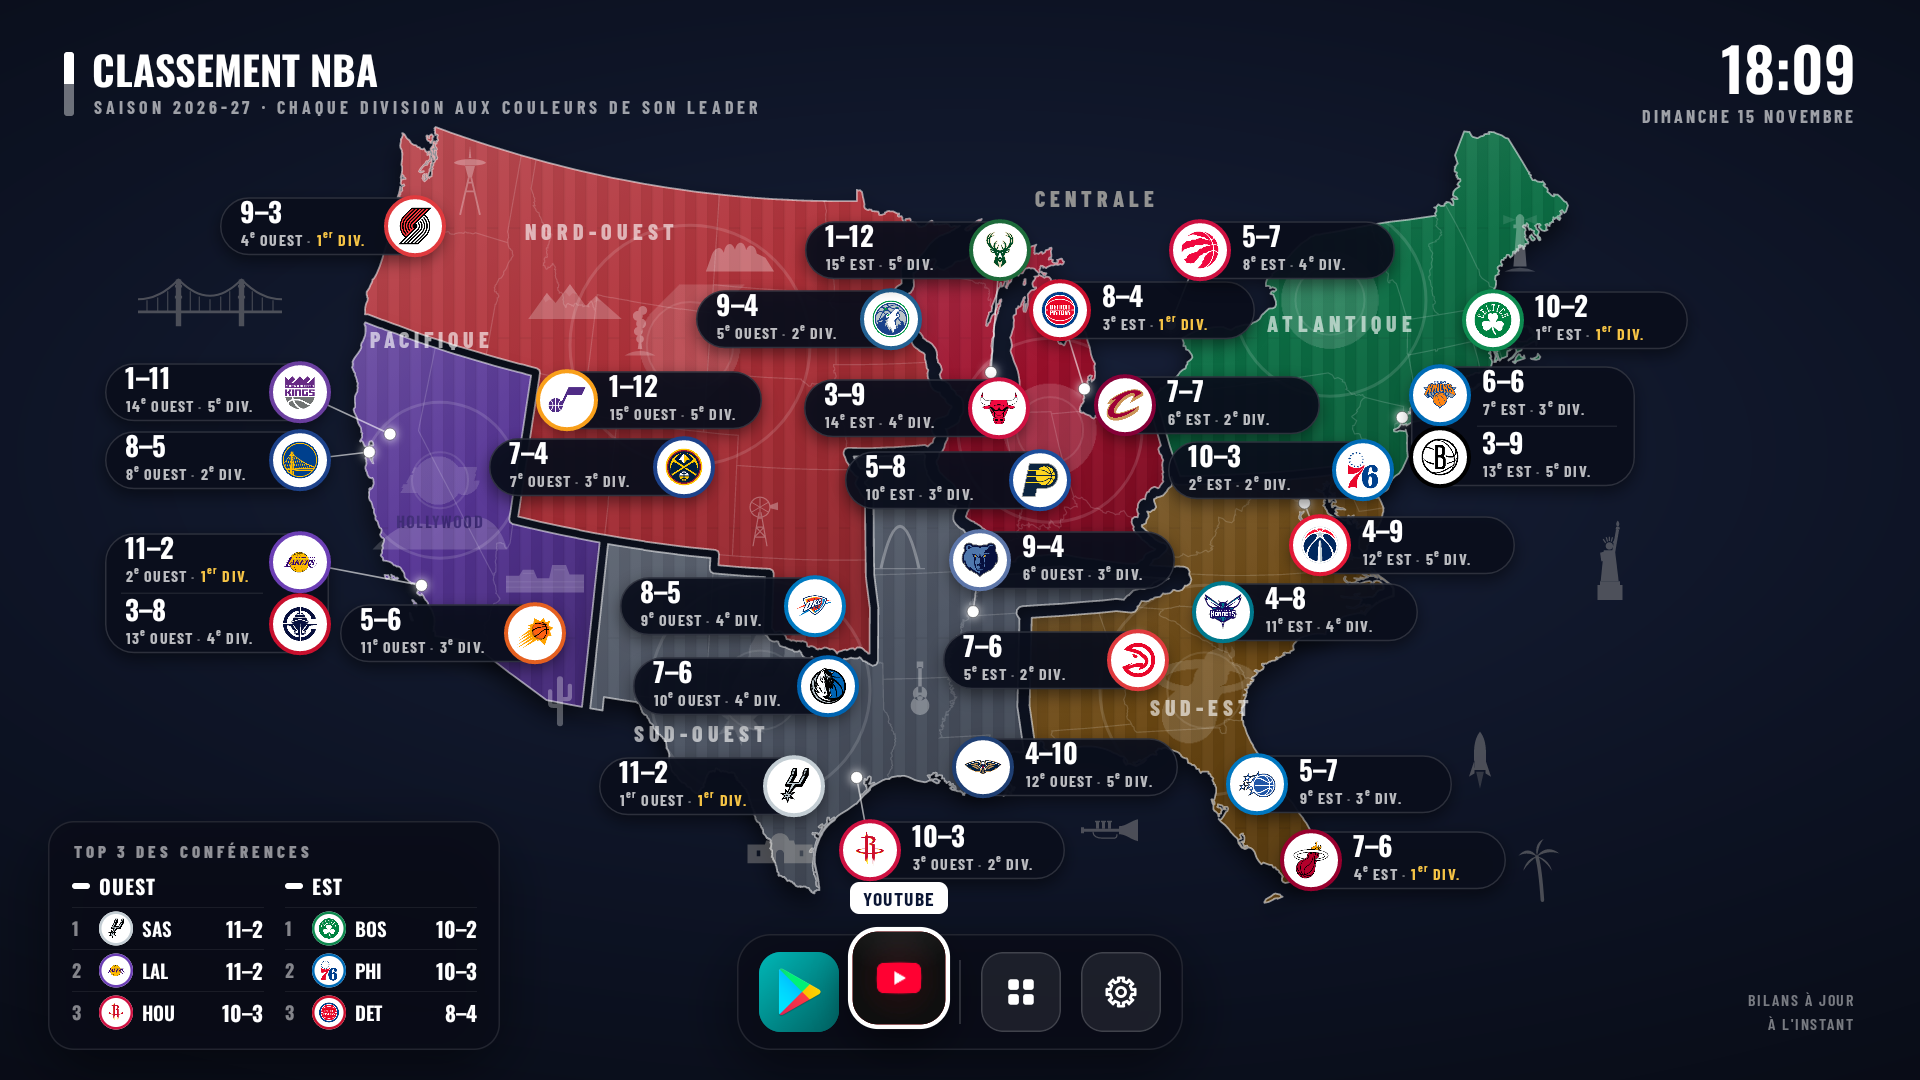 CLASSEMENT NBA
SAISON 2026-27 · CHAQUE DIVISION AUX COULEURS DE SON LEADER
18:09
DIMANCHE 15 NOVEMBRE
CENTRALE
NORD-OUEST
9–3
4e OUEST · 1er DIV.
1–12
15e EST · 5e DIV.
5–7
8e EST · 4e DIV.
9–4
5e OUEST · 2e DIV.
8–4
3e EST · 1er DIV.
DETROIT PISTONS
ATLANTIQUE
CELTICS
10–2
1er EST · 1er DIV.
PACIFIQUE
1–11
14e OUEST · 5e DIV.
KINGS
1–12
15e OUEST · 5e DIV.
3–9
14e EST · 4e DIV.
C
7–7
6e EST · 2e DIV.
6–6
7e EST · 3e DIV.
8–5
8e OUEST · 2e DIV.
7–4
7e OUEST · 3e DIV.
5–8
10e EST · 3e DIV.
10–3
2e EST · 2e DIV.
76
B
3–9
13e EST · 5e DIV.
HOLLYWOOD
11–2
2e OUEST · 1er DIV.
LAKERS
9–4
6e OUEST · 3e DIV.
4–9
12e EST · 5e DIV.
3–8
13e OUEST · 4e DIV.
5–6
11e OUEST · 3e DIV.
8–5
9e OUEST · 4e DIV.
HORNETS
4–8
11e EST · 4e DIV.
7–6
10e OUEST · 4e DIV.
7–6
5e EST · 2e DIV.
SUD-EST
SUD-OUEST
11–2
1er OUEST · 1er DIV.
4–10
12e OUEST · 5e DIV.
5–7
9e EST · 3e DIV.
10–3
3e OUEST · 2e DIV.
7–6
4e EST · 1er DIV.
TOP 3 DES CONFÉRENCES
OUEST
1 SAS 11–2
2 LAL 11–2
3 HOU 10–3
EST
1 BOS 10–2
2 PHI 10–3
3 DET 8–4
YOUTUBE
BILANS À JOUR
À L'INSTANT